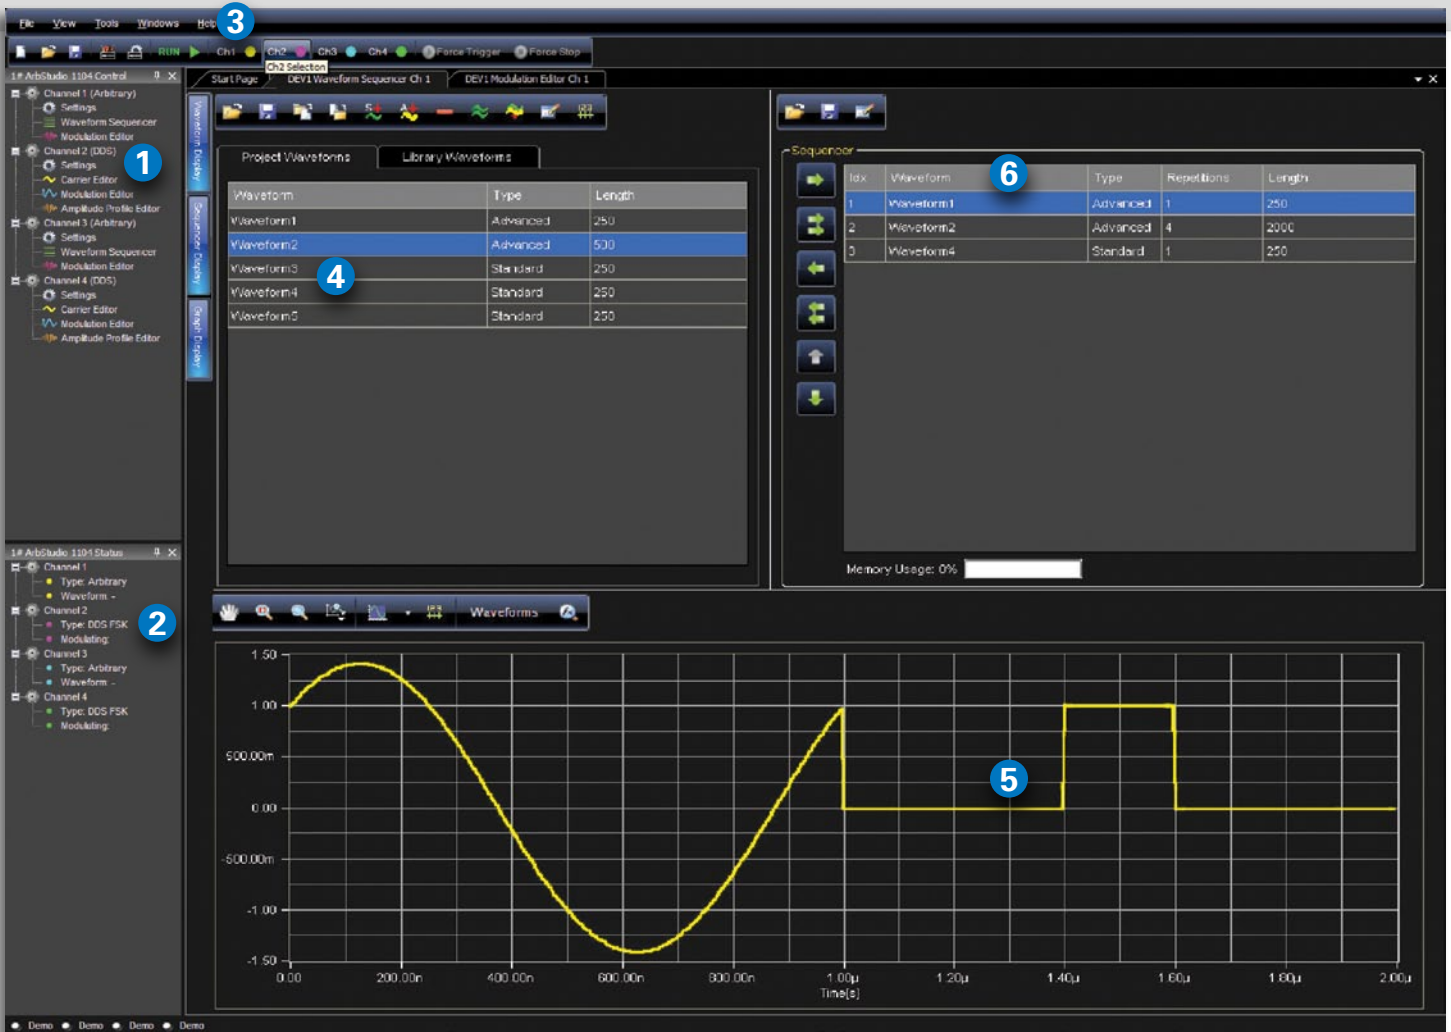 File View Tools Windows Help
3
RUN Ch1 Ch2 Ch3 Ch4 Force Trigger Force Stop
Ch2 Selection
1# ArbStudio 1104 Control
Channel 1 (Arbitrary)
Settings
Waveform Sequencer
Modulation Editor
Channel 2 (DDS)
Settings
Carrier Editor
Modulation Editor
Amplitude Profile Editor
Channel 3 (Arbitrary)
Settings
Waveform Sequencer
Modulation Editor
Channel 4 (DDS)
Settings
Carrier Editor
Modulation Editor
Amplitude Profile Editor
1
1# ArbStudio 1104 Status
Channel 1
Type: Arbitrary
Waveform: -
Channel 2
Type: DDS FSK
Modulating:
Channel 3
Type: Arbitrary
Waveform: -
Channel 4
Type: DDS FSK
Modulating:
2
Start Page DEV1 Waveform Sequencer Ch 1 DEV1 Modulation Editor Ch 1
Waveform Display
Sequencer Display
Graph Display
Project Waveforms Library Waveforms
Waveform Type Length
Waveform1 Advanced 250
Waveform2 Advanced 500
Waveform3 Standard 250
Waveform4 Standard 250
Waveform5 Standard 250
4
Sequencer
Idx Waveform Type Repetitions Length
1 Waveform1 Advanced 1 250
2 Waveform2 Advanced 4 2000
3 Waveform4 Standard 1 250
6
Memory Usage: 0%
Waveforms
1.50
1.00
500.00m
0.00
-500.00m
-1.00
-1.50
5
0.00 200.00n 400.00n 600.00n 800.00n 1.00µ 1.20µ 1.40µ 1.60µ 1.80µ 2.00µ
Time[s]
Demo Demo Demo Demo